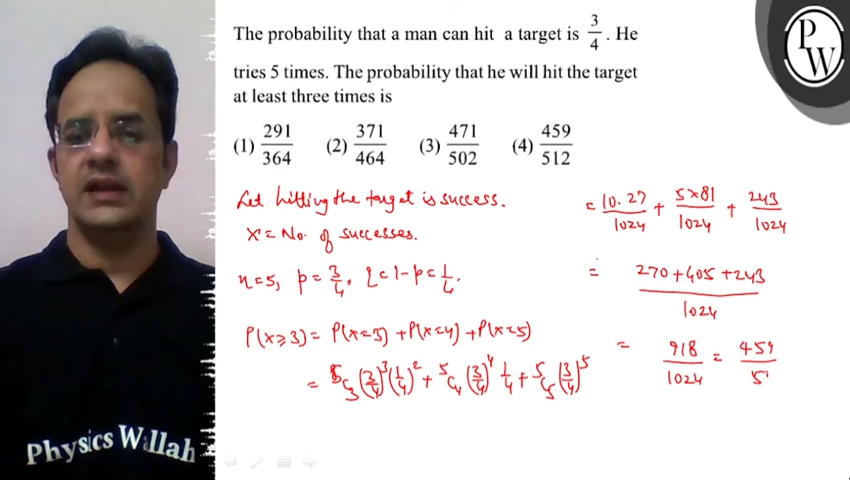 The probability that a man can hit a target is 3/4. He
tries 5 times. The probability that he will hit the target
at least three times is
(1) 291/364 (2) 371/464 (3) 471/502 (4) 459/512
Let hitting the target is success.
X = No. of successes.
n=5, p=3/4, q=1-p=1/4.
P(X≥3) = P(X=3) + P(X=4) + P(X=5)
= ⁵C₃ (3/4)³ (1/4)² + ⁵C₄ (3/4)⁴ 1/4 + ⁵C₅ (3/4)⁵
= 10.27/1024 + 5×81/1024 + 243/1024
= 270+405+243/1024
= 918/1024 = 459/5
PW
Physics Wallah